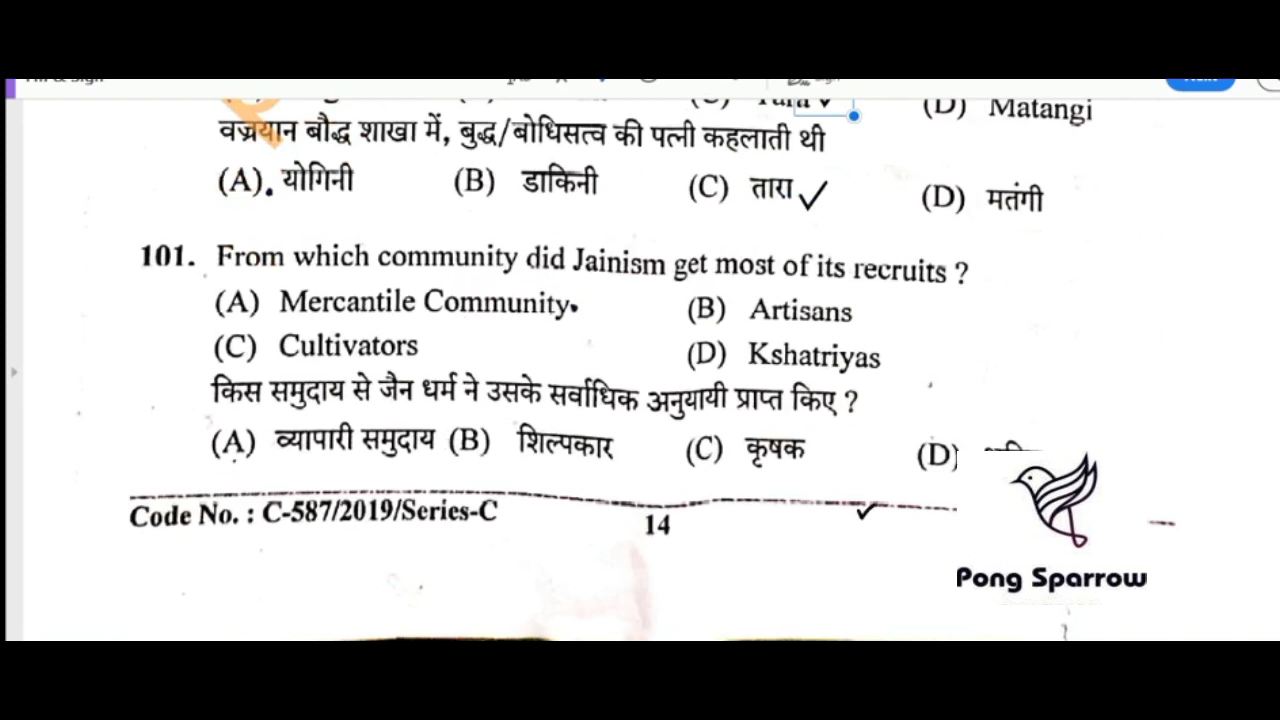 (D) Matangi
वज्रयान बौद्ध शाखा में, बुद्ध/बोधिसत्व की पत्नी कहलाती थी
(A). योगिनी (B) डाकिनी (C) तारा ✓ (D) मतंगी
101. From which community did Jainism get most of its recruits ?
(A) Mercantile Community (B) Artisans
(C) Cultivators (D) Kshatriyas
किस समुदाय से जैन धर्म ने उसके सर्वाधिक अनुयायी प्राप्त किए ?
(A) व्यापारी समुदाय (B) शिल्पकार (C) कृषक (D)
Code No. : C-587/2019/Series-C 14
Pong Sparrow